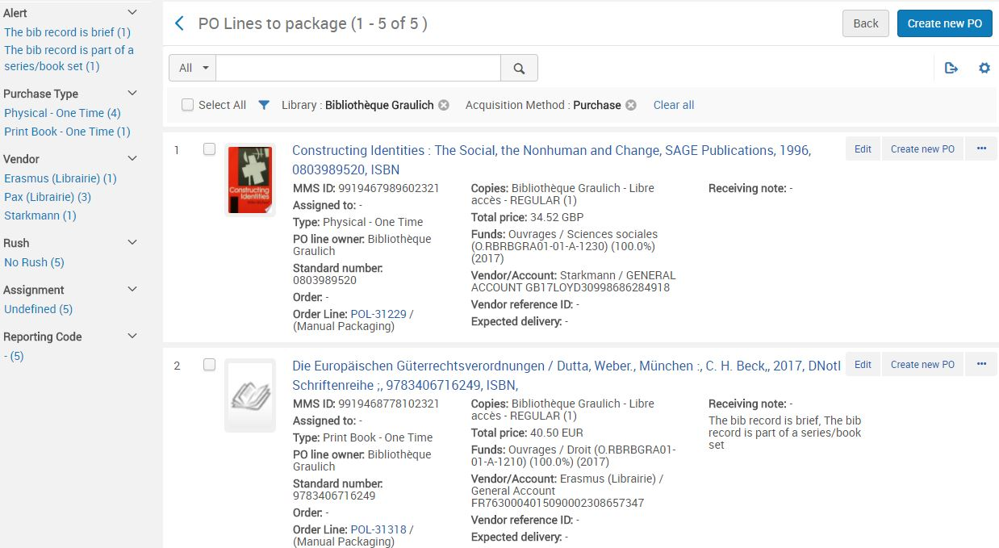 Alert
The bib record is brief (1)
The bib record is part of a
series/book set (1)
Purchase Type
Physical - One Time (4)
Print Book - One Time (1)
Vendor
Erasmus (Librairie) (1)
Pax (Librairie) (3)
Starkmann (1)
Rush
No Rush (5)
Assignment
Undefined (5)
Reporting Code
- (5)
PO Lines to package (1 - 5 of 5 )
Back
Create new PO
All
Select All
Library : Bibliothèque Graulich
Acquisition Method : Purchase
Clear all
1
Constructing
Identities
Constructing Identities : The Social, the Nonhuman and Change, SAGE Publications, 1996,
0803989520, ISBN
Edit
Create new PO
MMS ID: 9919467989602321
Assigned to: -
Type: Physical - One Time
PO line owner: Bibliothèque
Graulich
Standard number:
0803989520
Order: -
Order Line: POL-31229 /
(Manual Packaging)
Copies: Bibliothèque Graulich - Libre
accès - REGULAR (1)
Total price: 34.52 GBP
Funds: Ouvrages / Sciences sociales
(O.RBRBGRA01-01-A-1230) (100.0%)
(2017)
Vendor/Account: Starkmann / GENERAL
ACCOUNT GB17LOYD30998686284918
Vendor reference ID: -
Expected delivery: -
Receiving note: -
2
Die Europäischen Güterrechtsverordnungen / Dutta, Weber., München :, C. H. Beck,, 2017, DNotI
Schriftenreihe ;, 9783406716249, ISBN,
Edit
Create new PO
MMS ID: 9919468778102321
Assigned to: -
Type: Print Book - One Time
PO line owner: Bibliothèque
Graulich
Standard number:
9783406716249
Order: -
Order Line: POL-31318 /
(Manual Packaging)
Copies: Bibliothèque Graulich - Libre
accès - REGULAR (1)
Total price: 40.50 EUR
Funds: Ouvrages / Droit (O.RBRBGRA01-
01-A-1210) (100.0%) (2017)
Vendor/Account: Erasmus (Librairie) /
General Account
FR7630004015090002308657347
Vendor reference ID: -
Expected delivery: -
Receiving note: -
The bib record is brief, The bib
record is part of a series/book
set